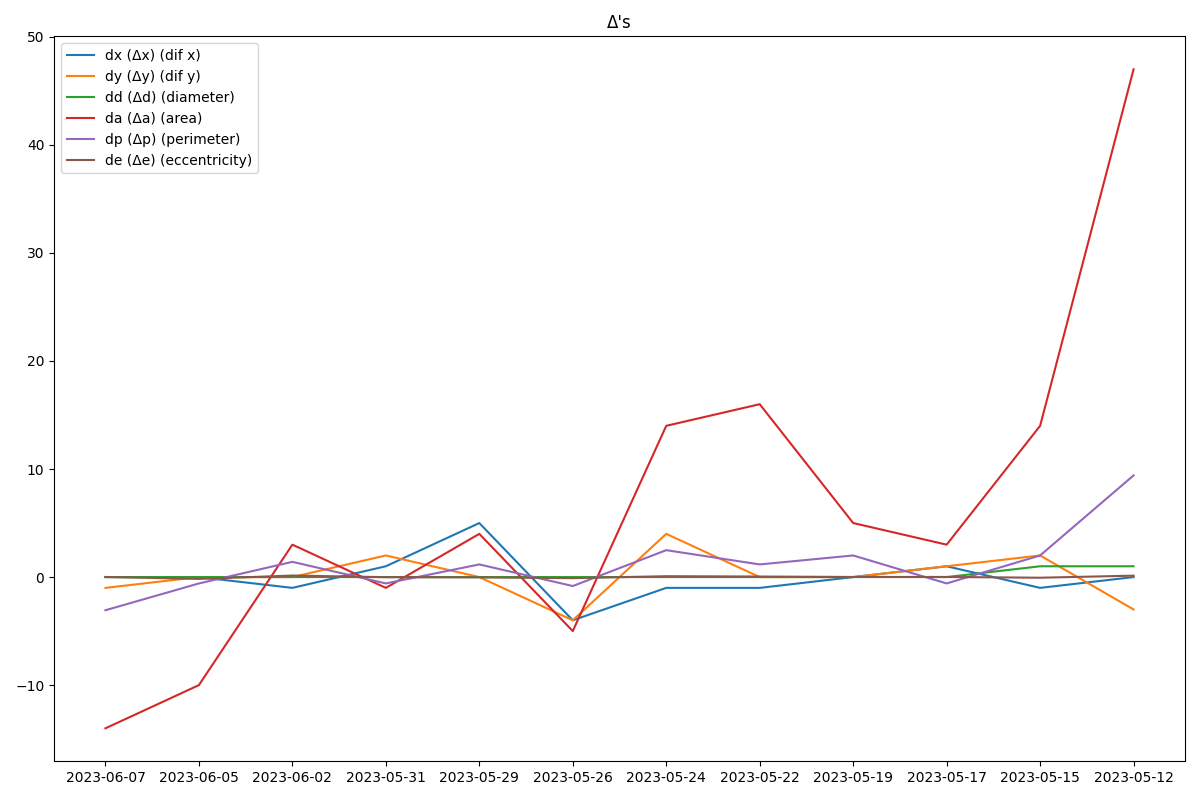 Δ's
50
40
30
20
10
0
−10
dx (Δx) (dif x)
dy (Δy) (dif y)
dd (Δd) (diameter)
da (Δa) (area)
dp (Δp) (perimeter)
de (Δe) (eccentricity)
2023-06-07 2023-06-05 2023-06-02 2023-05-31 2023-05-29 2023-05-26 2023-05-24 2023-05-22 2023-05-19 2023-05-17 2023-05-15 2023-05-12